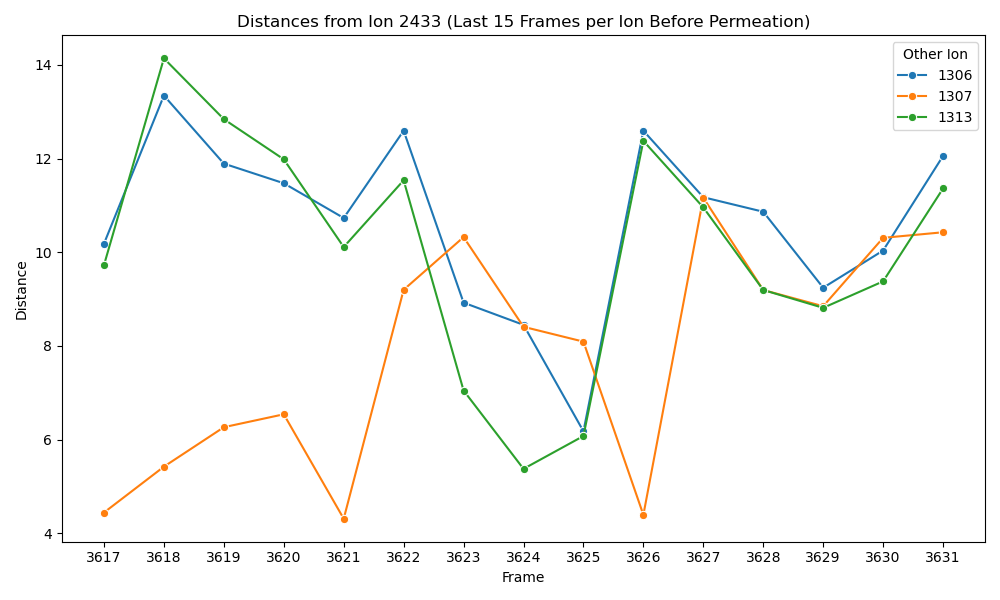 Distances from Ion 2433 (Last 15 Frames per Ion Before Permeation)
Other Ion
1306
1307
1313
14
12
10
8
6
4
Distance
3617 3618 3619 3620 3621 3622 3623 3624 3625 3626 3627 3628 3629 3630 3631
Frame